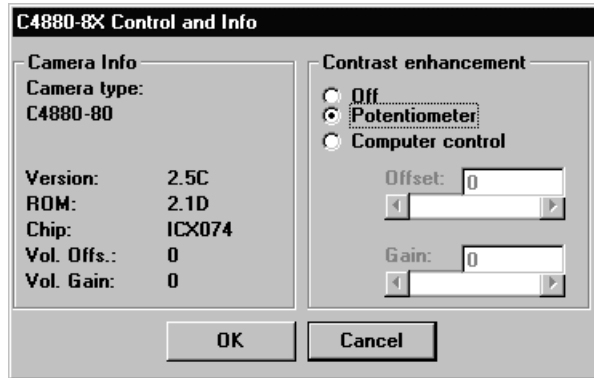 C4880-8X Control and Info
Camera Info
Camera type:
C4880-80
Version: 2.5C
ROM: 2.1D
Chip: ICX074
Vol. Offs.: 0
Vol. Gain: 0
Contrast enhancement
Off
Potentiometer
Computer control
Offset: 0
Gain: 0
OK Cancel